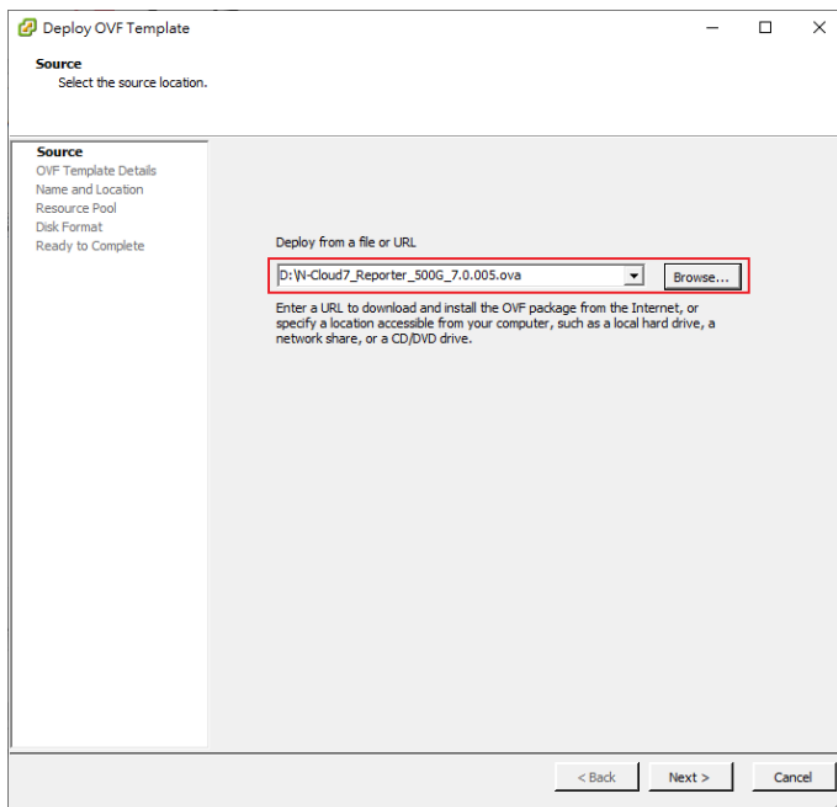 Deploy OVF Template
Source
Select the source location.
Source
OVF Template Details
Name and Location
Resource Pool
Disk Format
Ready to Complete
Deploy from a file or URL
D:\N-Cloud7_Reporter_500G_7.0.005.ova
Browse...
Enter a URL to download and install the OVF package from the Internet, or
specify a location accessible from your computer, such as a local hard drive, a
network share, or a CD/DVD drive.
< Back
Next >
Cancel